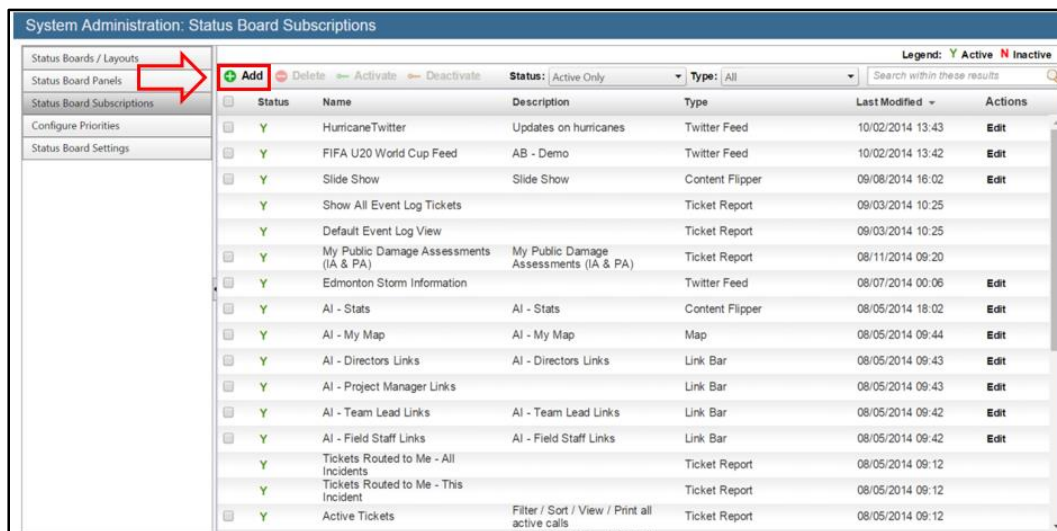 System Administration: Status Board Subscriptions
Status Boards / Layouts
Status Board Panels
Status Board Subscriptions
Configure Priorities
Status Board Settings
Legend: Y Active N Inactive
Add Delete Activate Deactivate Status: Active Only Type: All Search within these results
Status Name Description Type Last Modified Actions
Y HurricaneTwitter Updates on hurricanes Twitter Feed 10/02/2014 13:43 Edit
Y FIFA U20 World Cup Feed AB - Demo Twitter Feed 10/02/2014 13:42 Edit
Y Slide Show Slide Show Content Flipper 09/08/2014 16:02 Edit
Y Show All Event Log Tickets Ticket Report 09/03/2014 10:25
Y Default Event Log View Ticket Report 09/03/2014 10:25
Y My Public Damage Assessments (IA & PA) My Public Damage Assessments (IA & PA) Ticket Report 08/11/2014 09:20
Y Edmonton Storm Information Twitter Feed 08/07/2014 00:06 Edit
Y AI - Stats AI - Stats Content Flipper 08/05/2014 18:02 Edit
Y AI - My Map AI - My Map Map 08/05/2014 09:44 Edit
Y AI - Directors Links AI - Directors Links Link Bar 08/05/2014 09:43 Edit
Y AI - Project Manager Links Link Bar 08/05/2014 09:43 Edit
Y AI - Team Lead Links AI - Team Lead Links Link Bar 08/05/2014 09:42 Edit
Y AI - Field Staff Links AI - Field Staff Links Link Bar 08/05/2014 09:42 Edit
Y Tickets Routed to Me - All Incidents Ticket Report 08/05/2014 09:12
Y Tickets Routed to Me - This Incident Ticket Report 08/05/2014 09:12
Y Active Tickets Filter / Sort / View / Print all active calls Ticket Report 08/05/2014 09:12